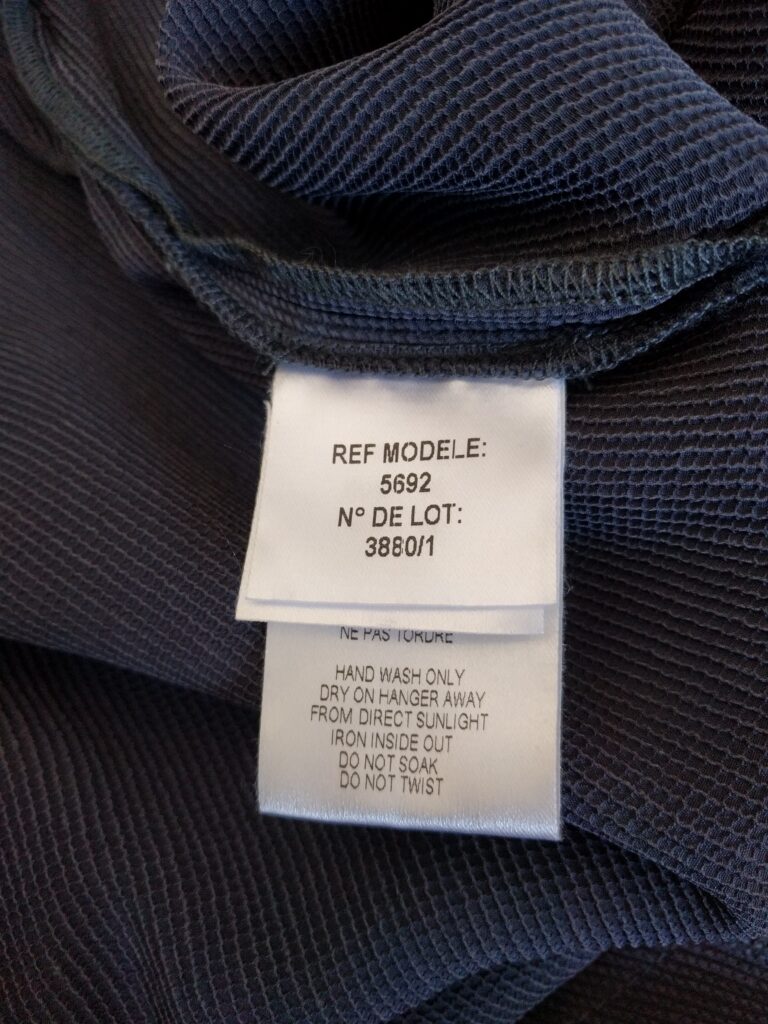 REF MODELE:
5692
N° DE LOT:
3880/1
NE PAS TORDRE
HAND WASH ONLY
DRY ON HANGER AWAY
FROM DIRECT SUNLIGHT
IRON INSIDE OUT
DO NOT SOAK
DO NOT TWIST